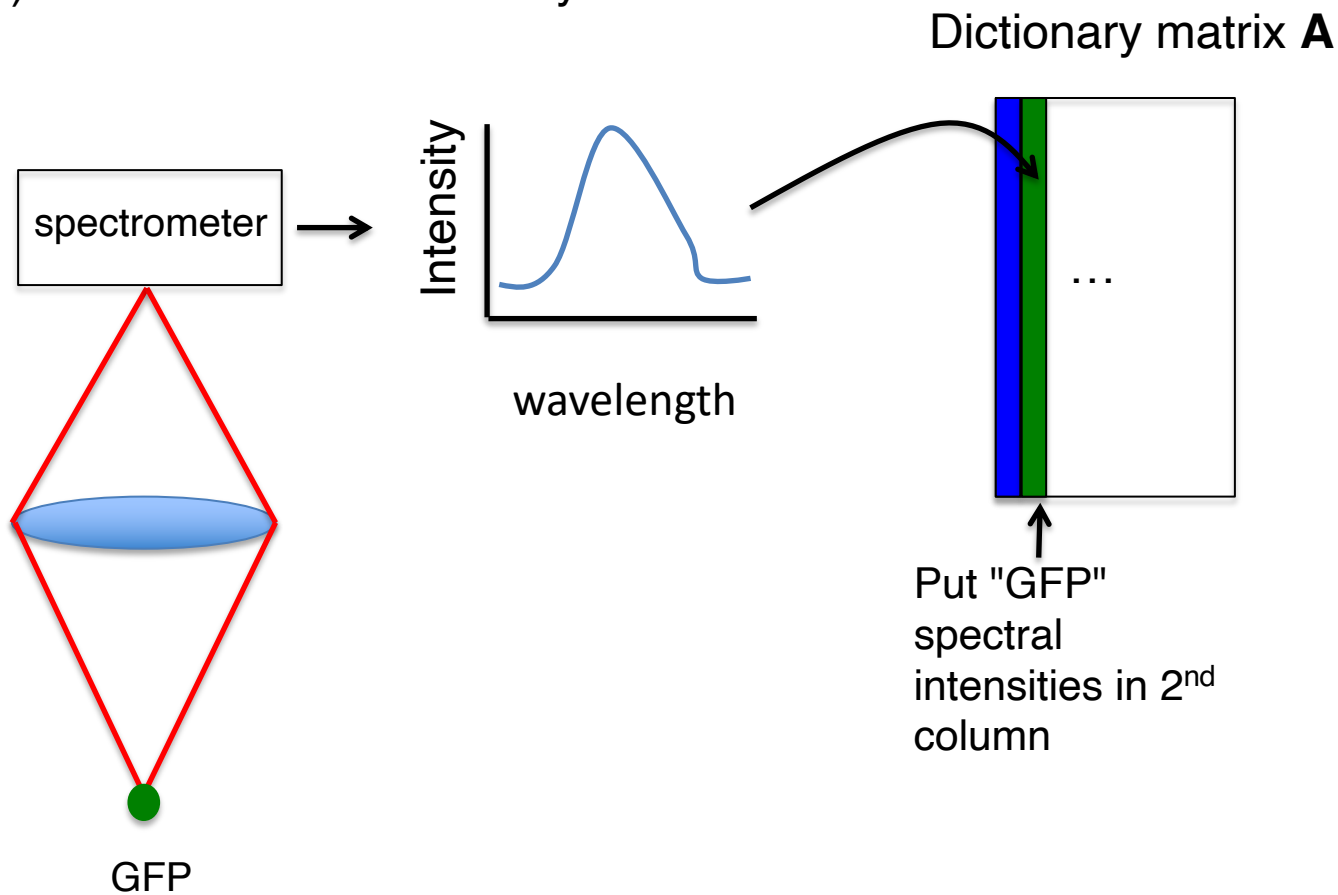 Dictionary matrix A
spectrometer
Intensity
wavelength
...
Put "GFP"
spectral
intensities in 2nd
column
GFP